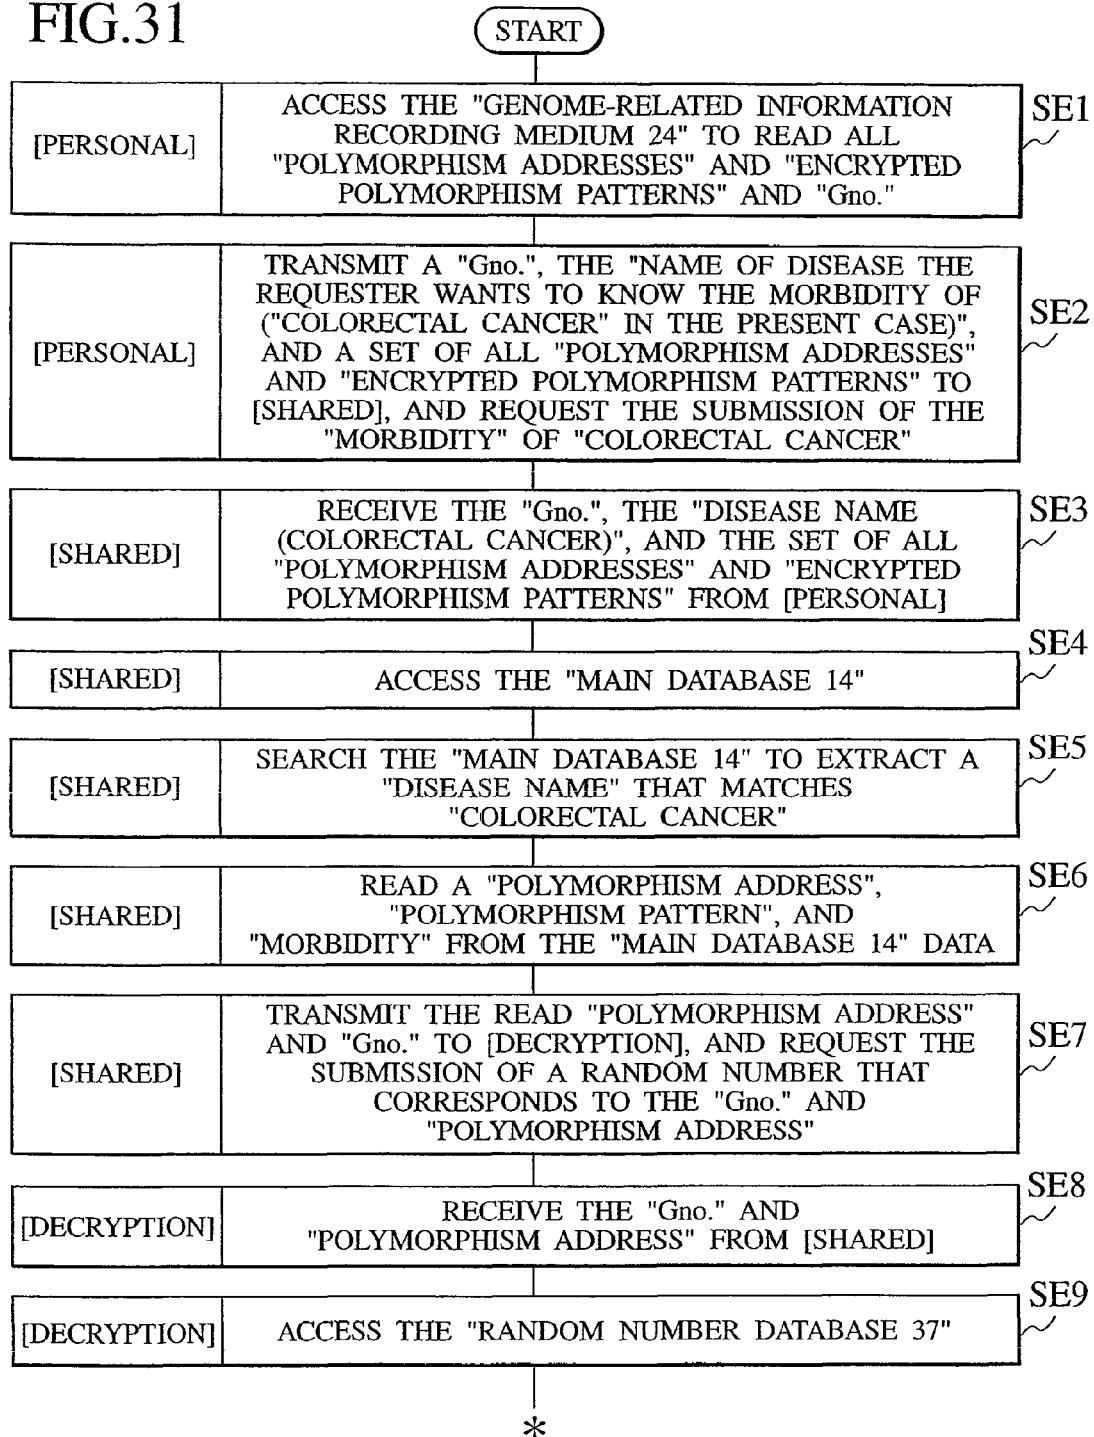 FIG.31
START
[PERSONAL]
ACCESS THE "GENOME-RELATED INFORMATION
RECORDING MEDIUM 24" TO READ ALL
"POLYMORPHISM ADDRESSES" AND "ENCRYPTED
POLYMORPHISM PATTERNS" AND "Gno."
SE1
[PERSONAL]
TRANSMIT A "Gno.", THE "NAME OF DISEASE THE
REQUESTER WANTS TO KNOW THE MORBIDITY OF
("COLORECTAL CANCER" IN THE PRESENT CASE)",
AND A SET OF ALL "POLYMORPHISM ADDRESSES"
AND "ENCRYPTED POLYMORPHISM PATTERNS" TO
[SHARED], AND REQUEST THE SUBMISSION OF THE
"MORBIDITY" OF "COLORECTAL CANCER"
SE2
[SHARED]
RECEIVE THE "Gno.", THE "DISEASE NAME
(COLORECTAL CANCER)", AND THE SET OF ALL
"POLYMORPHISM ADDRESSES" AND "ENCRYPTED
POLYMORPHISM PATTERNS" FROM [PERSONAL]
SE3
[SHARED]
ACCESS THE "MAIN DATABASE 14"
SE4
[SHARED]
SEARCH THE "MAIN DATABASE 14" TO EXTRACT A
"DISEASE NAME" THAT MATCHES
"COLORECTAL CANCER"
SE5
[SHARED]
READ A "POLYMORPHISM ADDRESS",
"POLYMORPHISM PATTERN", AND
"MORBIDITY" FROM THE "MAIN DATABASE 14" DATA
SE6
[SHARED]
TRANSMIT THE READ "POLYMORPHISM ADDRESS"
AND "Gno." TO [DECRYPTION], AND REQUEST THE
SUBMISSION OF A RANDOM NUMBER THAT
CORRESPONDS TO THE "Gno." AND
"POLYMORPHISM ADDRESS"
SE7
[DECRYPTION]
RECEIVE THE "Gno." AND
"POLYMORPHISM ADDRESS" FROM [SHARED]
SE8
[DECRYPTION]
ACCESS THE "RANDOM NUMBER DATABASE 37"
SE9
*